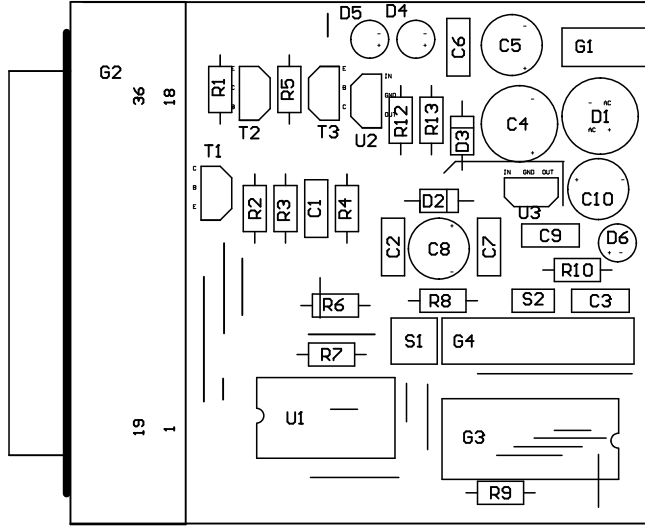 D5 D4
C6 C5 G1
- -
+ + +
G2 R1 E C B T2 R5 E C B T3 IN GND OUT U2 R12 R13 D3 - C4 + - AC D1 AC +
36 18
T1 C B E
IN GND OUT U3
+ - C10
R2 R3 C1 R4 D2
C2 + C8 - C7 C9 D6 + -
R10
R6 R8 S2 C3
R7 S1 G4
19 1 U1 G3
R9